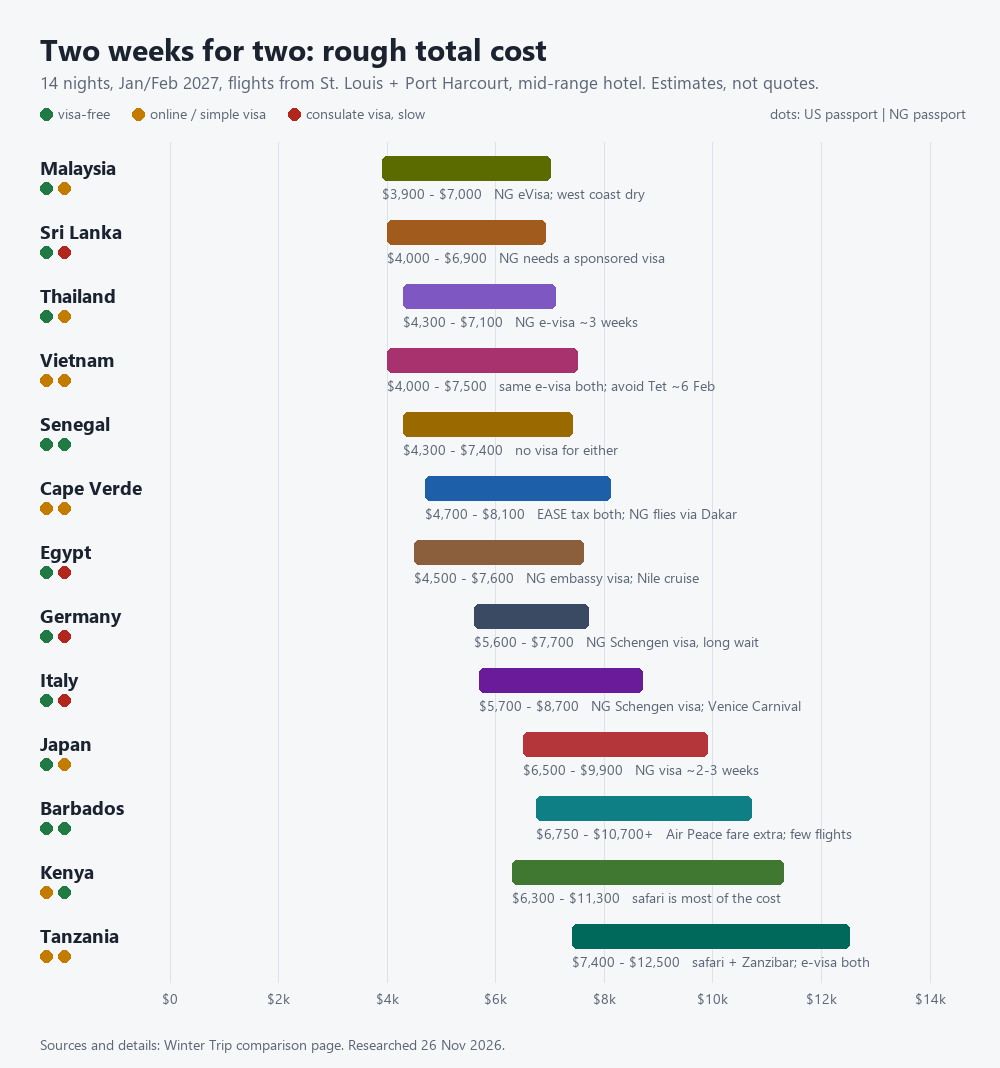 Two weeks for two: rough total cost
14 nights, Jan/Feb 2027, flights from St. Louis + Port Harcourt, mid-range hotel. Estimates, not quotes.
visa-free online / simple visa consulate visa, slow dots: US passport | NG passport
Malaysia
$3,900 - $7,000 NG eVisa; west coast dry
Sri Lanka
$4,000 - $6,900 NG needs a sponsored visa
Thailand
$4,300 - $7,100 NG e-visa ~3 weeks
Vietnam
$4,000 - $7,500 same e-visa both; avoid Tet ~6 Feb
Senegal
$4,300 - $7,400 no visa for either
Cape Verde
$4,700 - $8,100 EASE tax both; NG flies via Dakar
Egypt
$4,500 - $7,600 NG embassy visa; Nile cruise
Germany
$5,600 - $7,700 NG Schengen visa, long wait
Italy
$5,700 - $8,700 NG Schengen visa; Venice Carnival
Japan
$6,500 - $9,900 NG visa ~2-3 weeks
Barbados
$6,750 - $10,700+ Air Peace fare extra; few flights
Kenya
$6,300 - $11,300 safari is most of the cost
Tanzania
$7,400 - $12,500 safari + Zanzibar; e-visa both
$0 $2k $4k $6k $8k $10k $12k $14k
Sources and details: Winter Trip comparison page. Researched 26 Nov 2026.